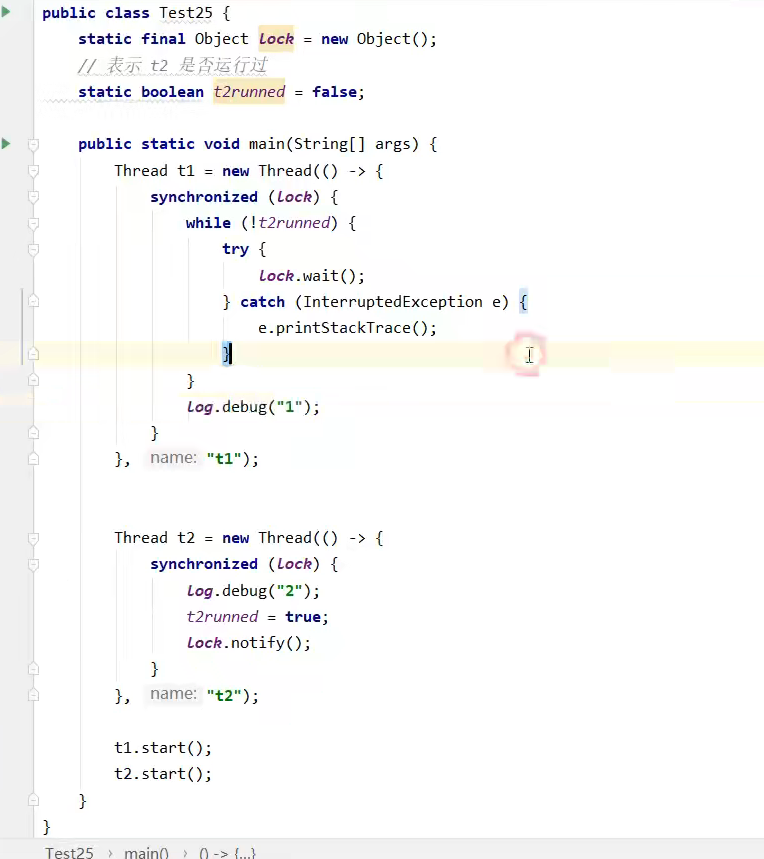 public class Test25 {
static final Object lock = new Object();
// 表示 t2 是否运行过
static boolean t2runned = false;
public static void main(String[] args) {
Thread t1 = new Thread(() -> {
synchronized (lock) {
while (!t2runned) {
try {
lock.wait();
} catch (InterruptedException e) {
e.printStackTrace();
}
}
log.debug("1");
}
}, name: "t1");
Thread t2 = new Thread(() -> {
synchronized (lock) {
log.debug("2");
t2runned = true;
lock.notify();
}
}, name: "t2");
t1.start();
t2.start();
}
}
Test25 › main() › () -> {...}